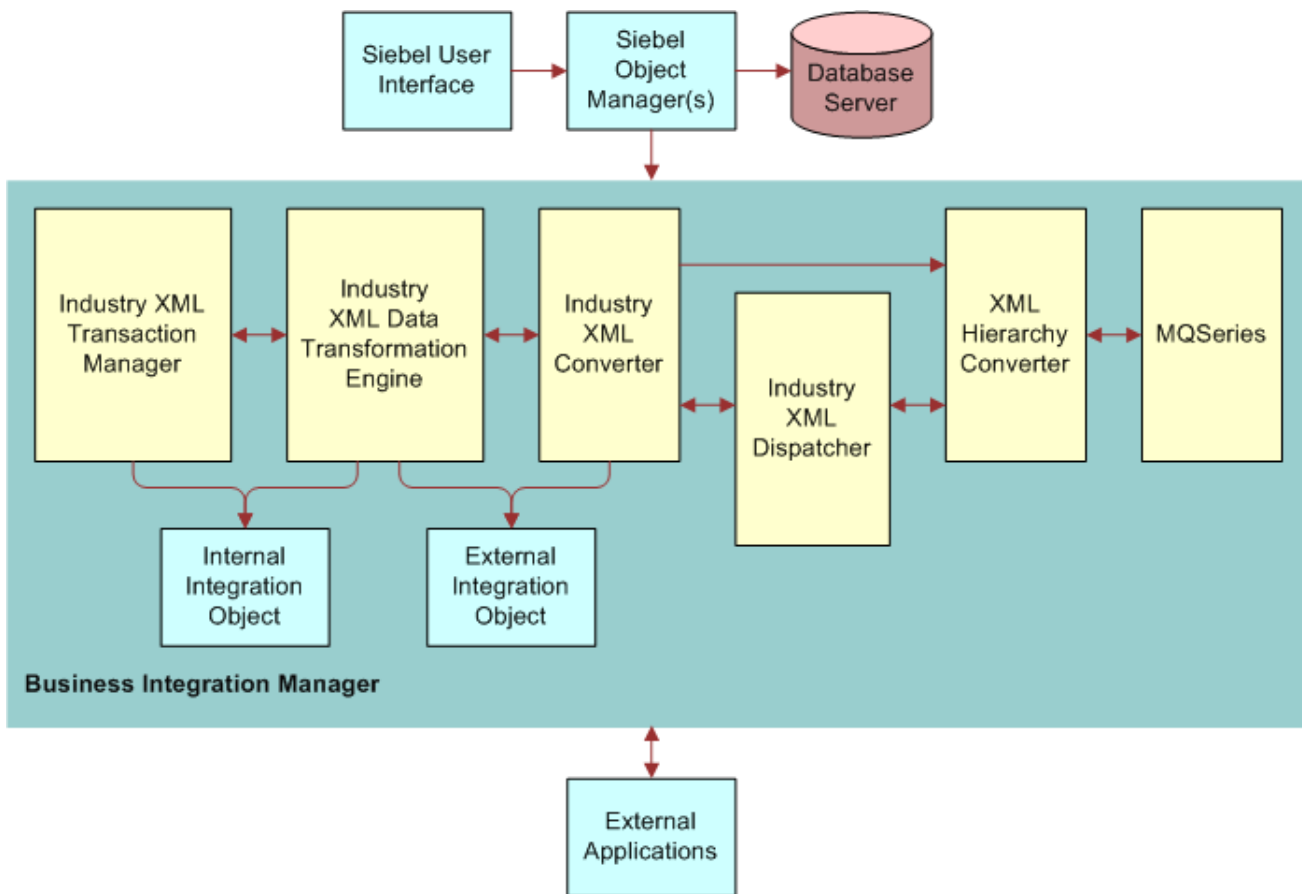 Siebel User
Interface
Siebel
Object
Manager(s)
Database
Server
Industry XML
Transaction
Manager
Industry
XML Data
Transformation
Engine
Industry
XML
Converter
Industry
XML
Dispatcher
XML
Hierarchy
Converter
MQSeries
Internal
Integration
Object
External
Integration
Object
Business Integration Manager
External
Applications